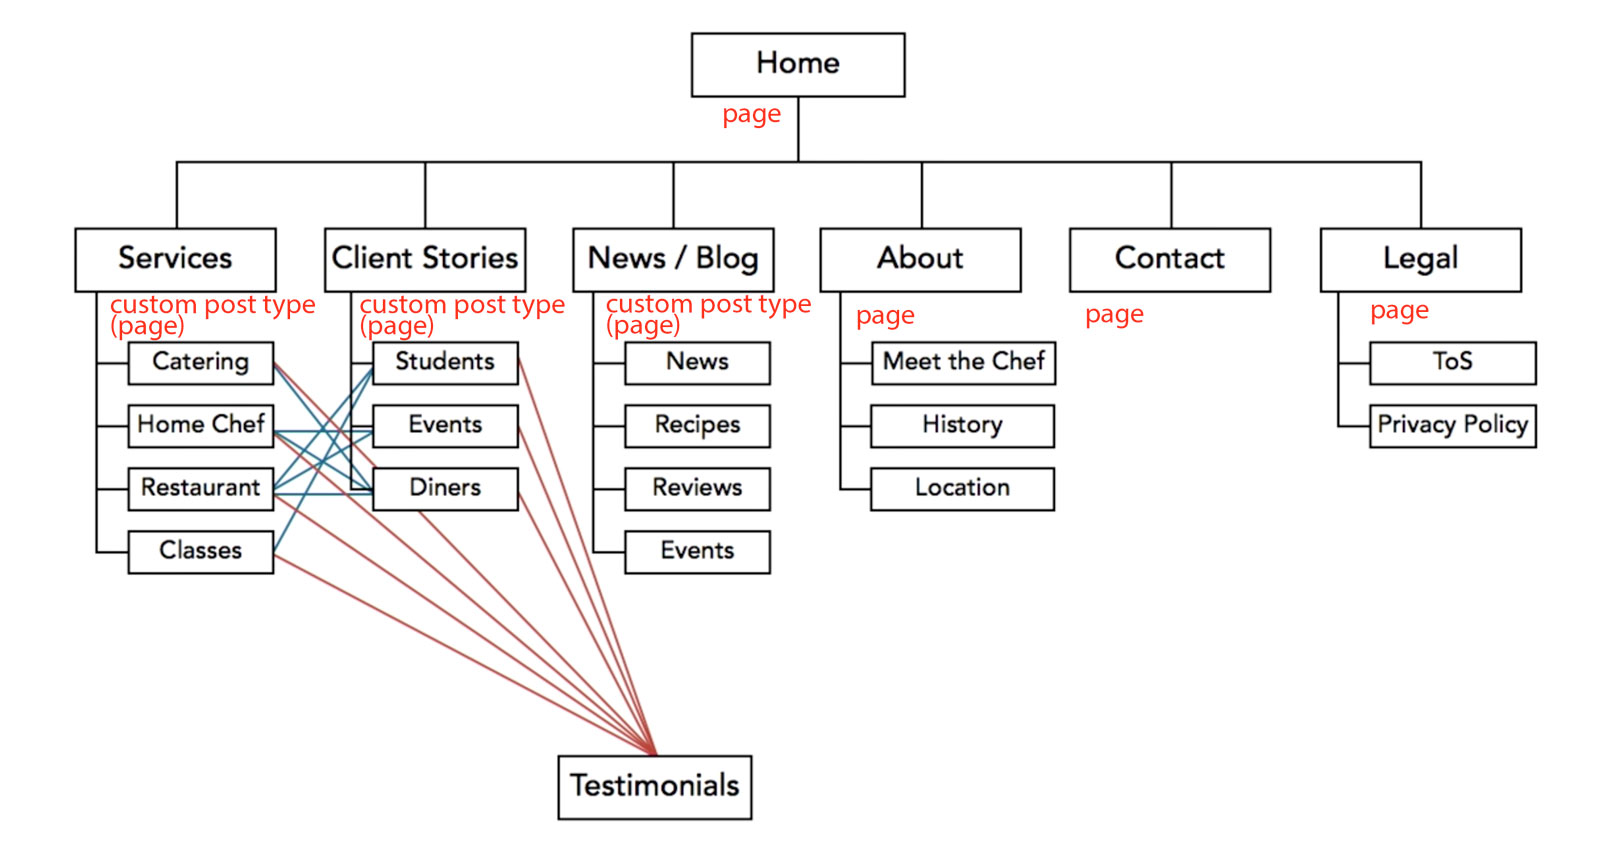 Home
page
Services
Client Stories
News / Blog
About
Contact
Legal
custom post type
(page)
custom post type
(page)
custom post type
(page)
page
page
page
Catering
Home Chef
Restaurant
Classes
Students
Events
Diners
News
Recipes
Reviews
Events
Meet the Chef
History
Location
ToS
Privacy Policy
Testimonials